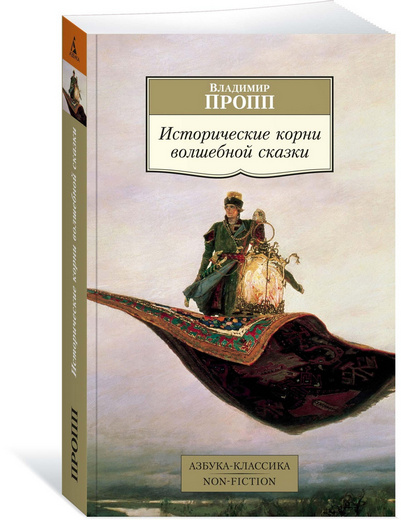 Владимир
ПРОПП
Исторические корни
волшебной сказки
АЗБУКА-КЛАССИКА
NON-FICTION
Исторические корни волшебной сказки
ПРОПП